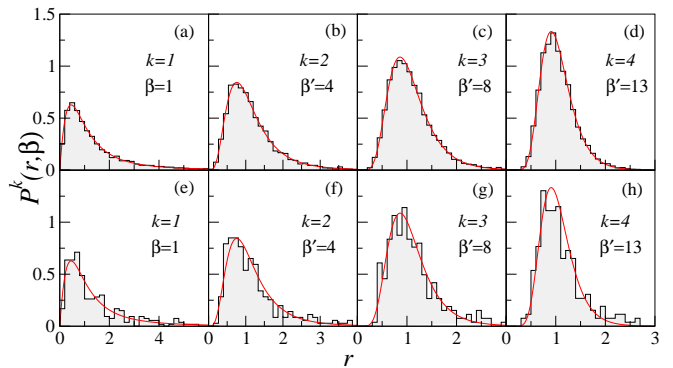 1.5 (a) (b) (c) (d)
k=1 k=2 k=3 k=4
β=1 β′=4 β′=8 β′=13
1
0.5
0
P^k(r,β)
(e) (f) (g) (h)
1 k=1 k=2 k=3 k=4
β=1 β′=4 β′=8 β′=13
0.5
0
0 2 4 0 1 2 3 0 1 2 0 1 2 3
r